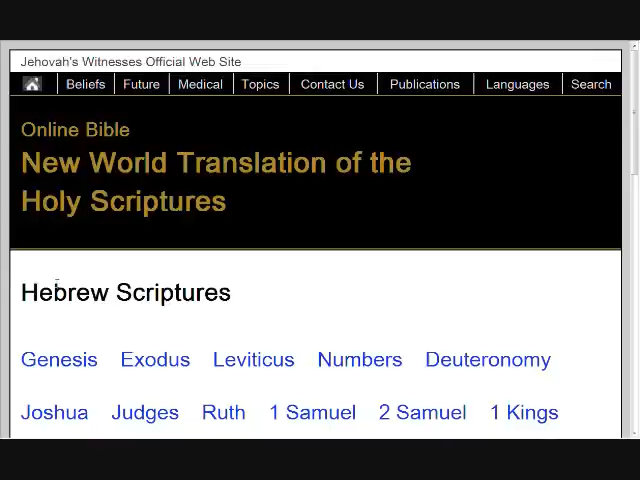 Jehovah's Witnesses Official Web Site
Beliefs Future Medical Topics Contact Us Publications Languages Search
Online Bible
New World Translation of the
Holy Scriptures
Hebrew Scriptures
Genesis Exodus Leviticus Numbers Deuteronomy
Joshua Judges Ruth 1 Samuel 2 Samuel 1 Kings